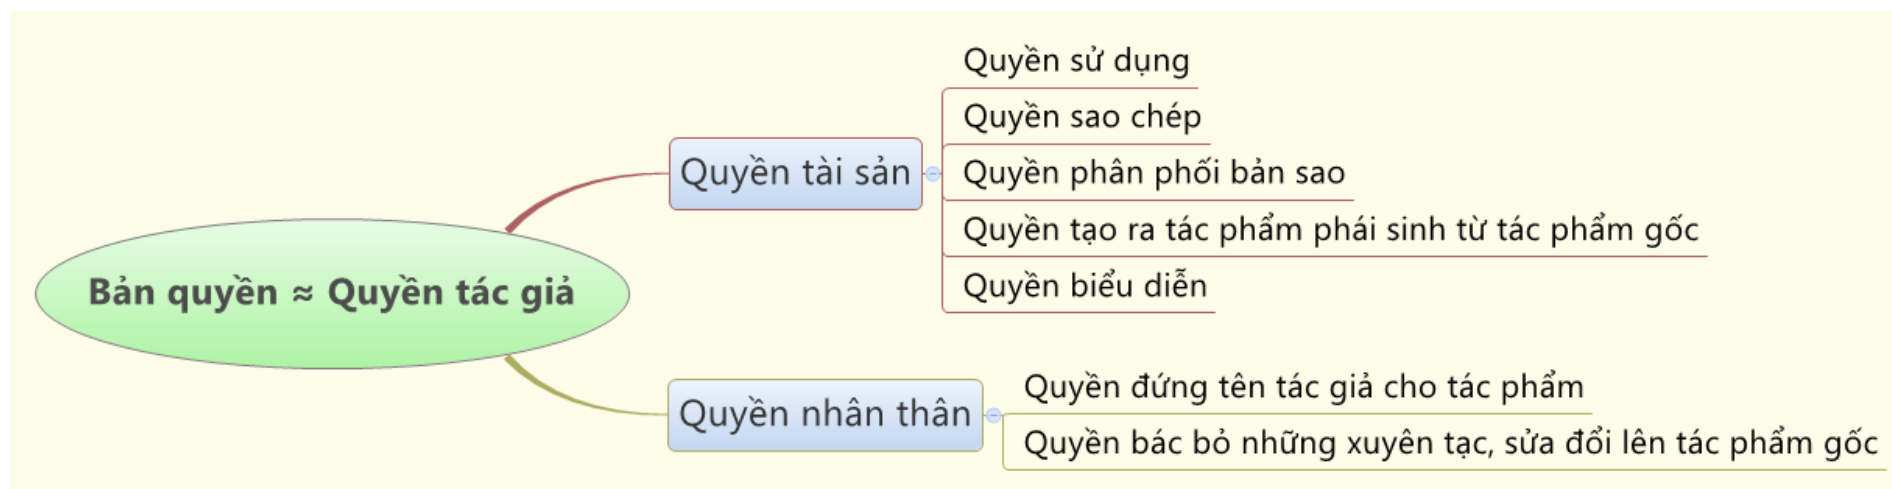 Bản quyền ≈ Quyền tác giả
Quyền tài sản
Quyền sử dụng
Quyền sao chép
Quyền phân phối bản sao
Quyền tạo ra tác phẩm phái sinh từ tác phẩm gốc
Quyền biểu diễn
Quyền nhân thân
Quyền đứng tên tác giả cho tác phẩm
Quyền bác bỏ những xuyên tạc, sửa đổi lên tác phẩm gốc